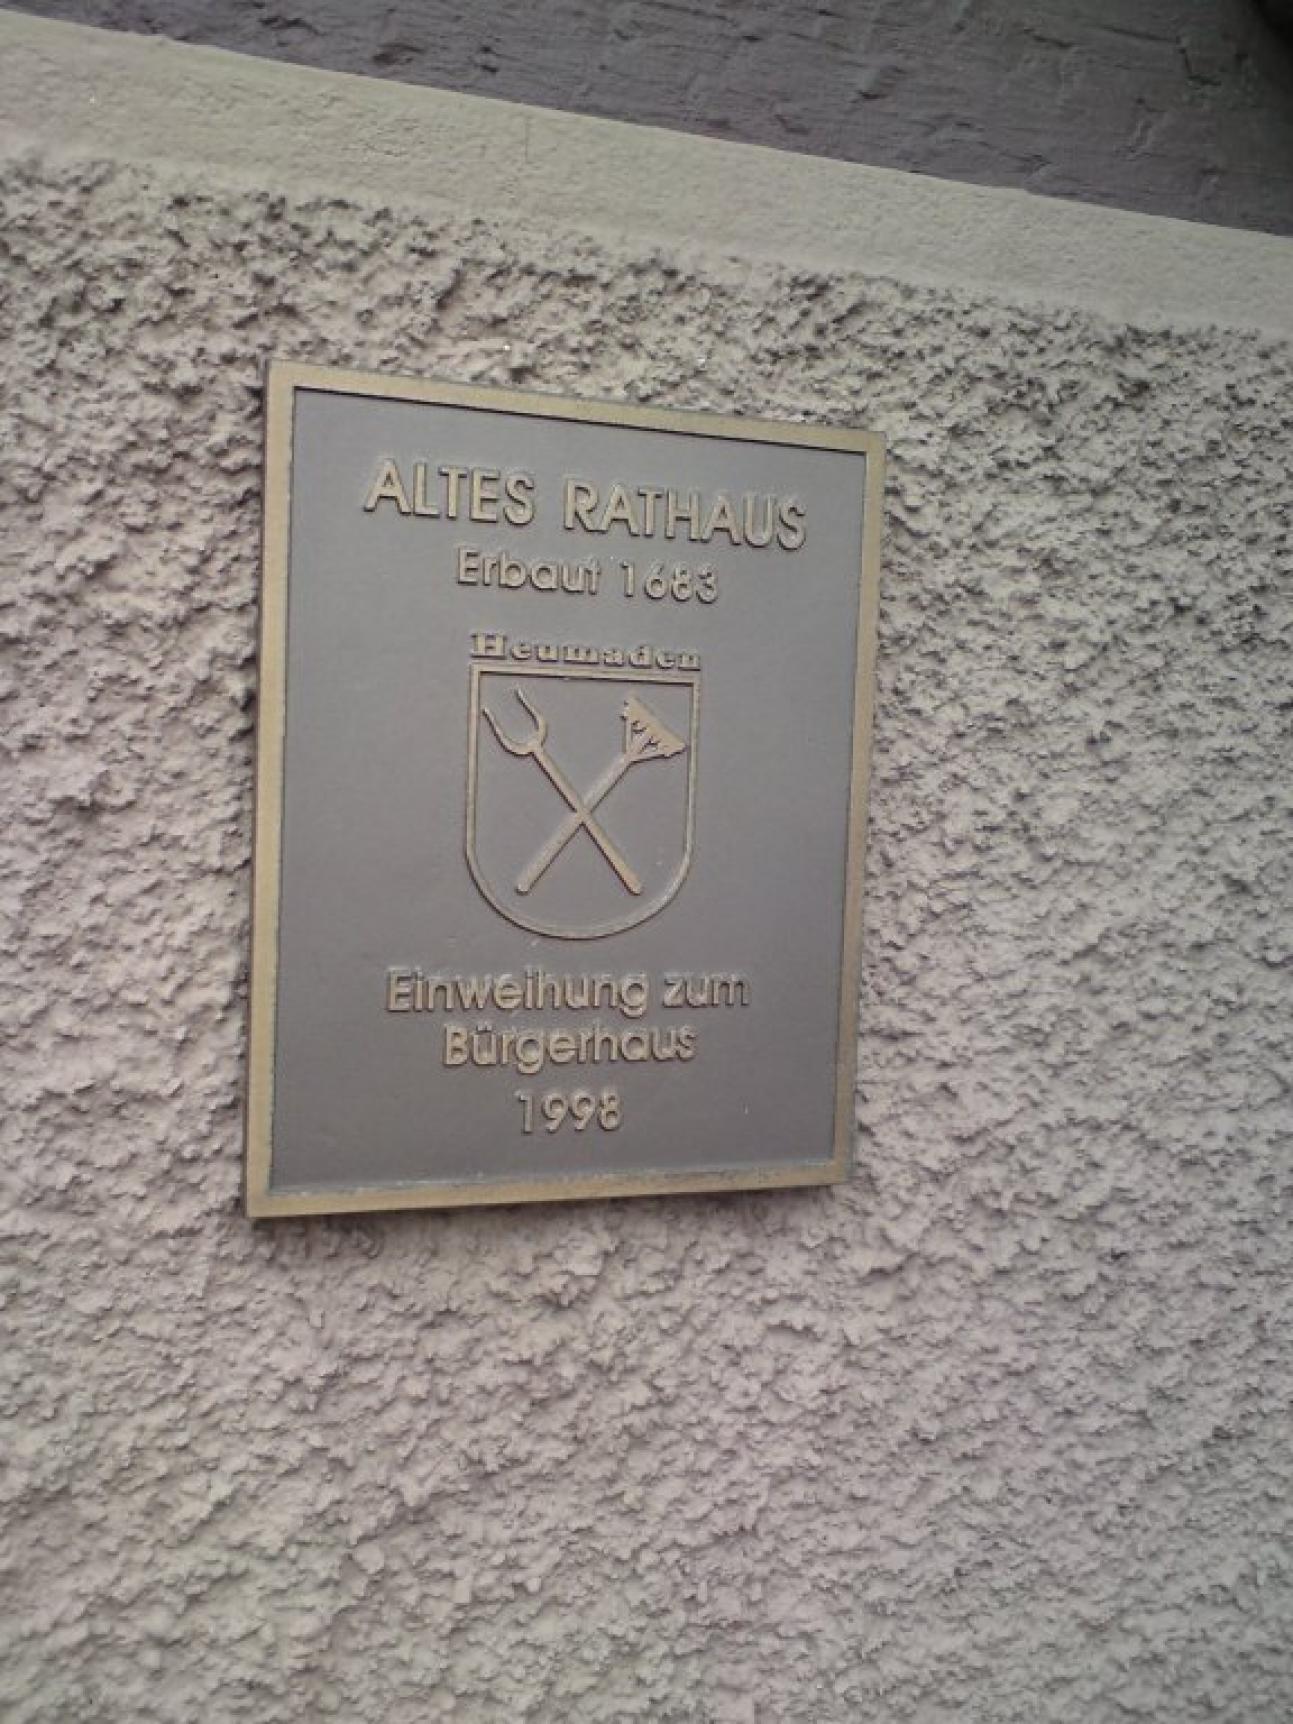 ALTES RATHAUS
Erbaut 1683
Heumaden
Einweihung zum
Bürgerhaus
1998